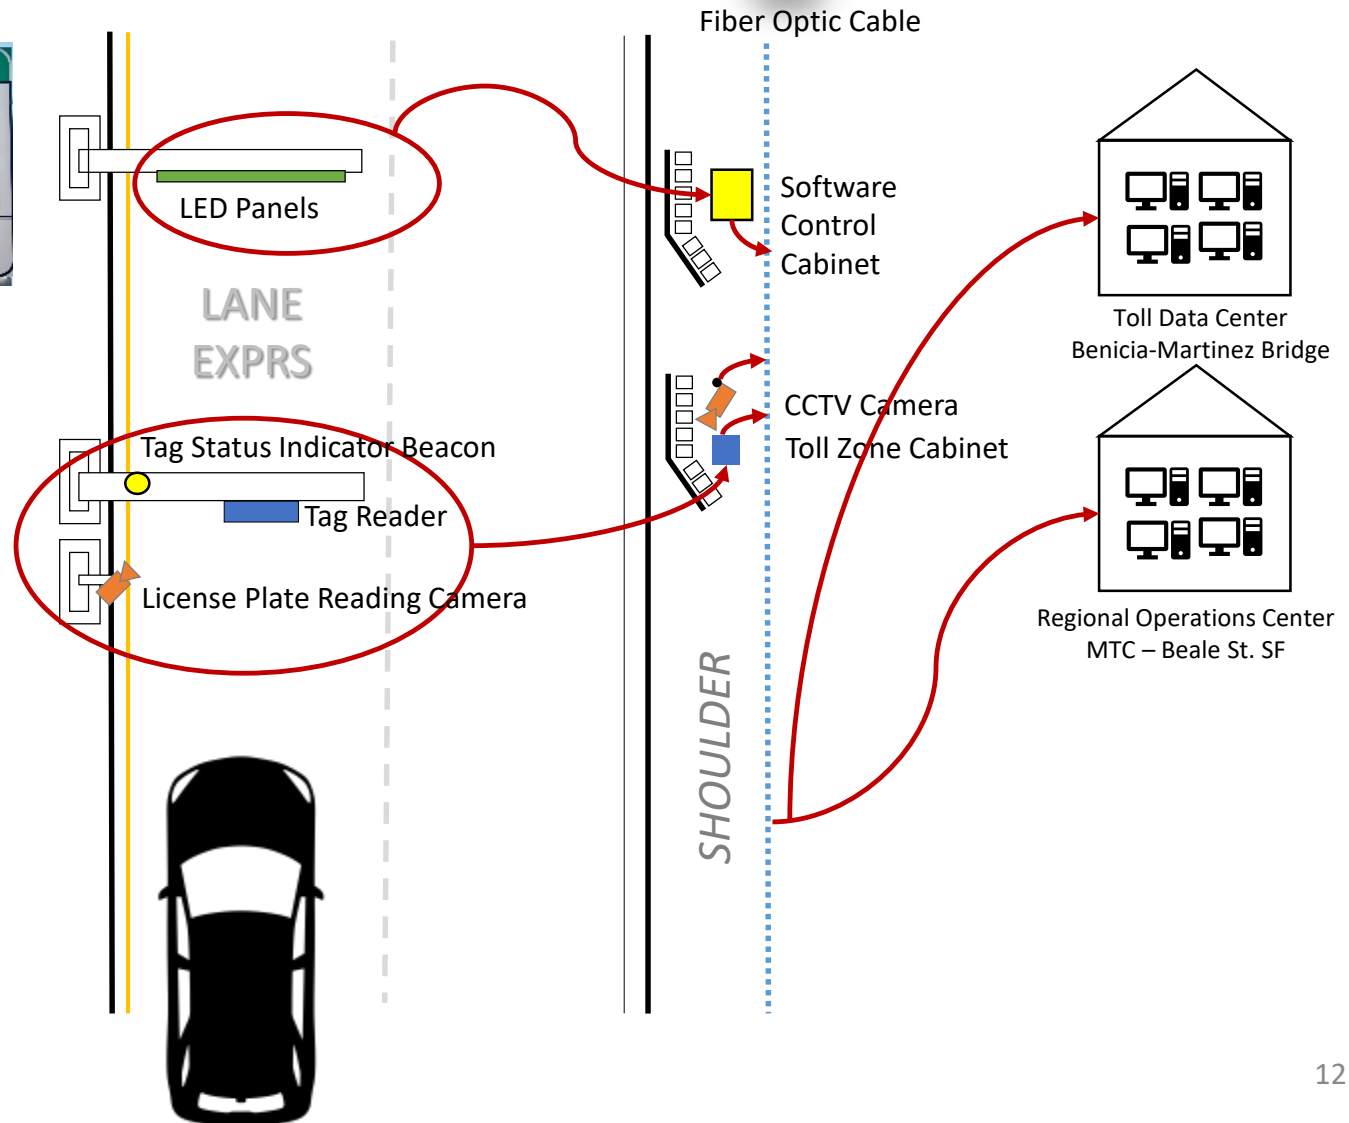 Fiber Optic Cable
LED Panels
Software
Control
Cabinet
LANE
EXPRS
Toll Data Center
Benicia-Martinez Bridge
CCTV Camera
Toll Zone Cabinet
Tag Status Indicator Beacon
Tag Reader
License Plate Reading Camera
Regional Operations Center
MTC – Beale St. SF
SHOULDER
12